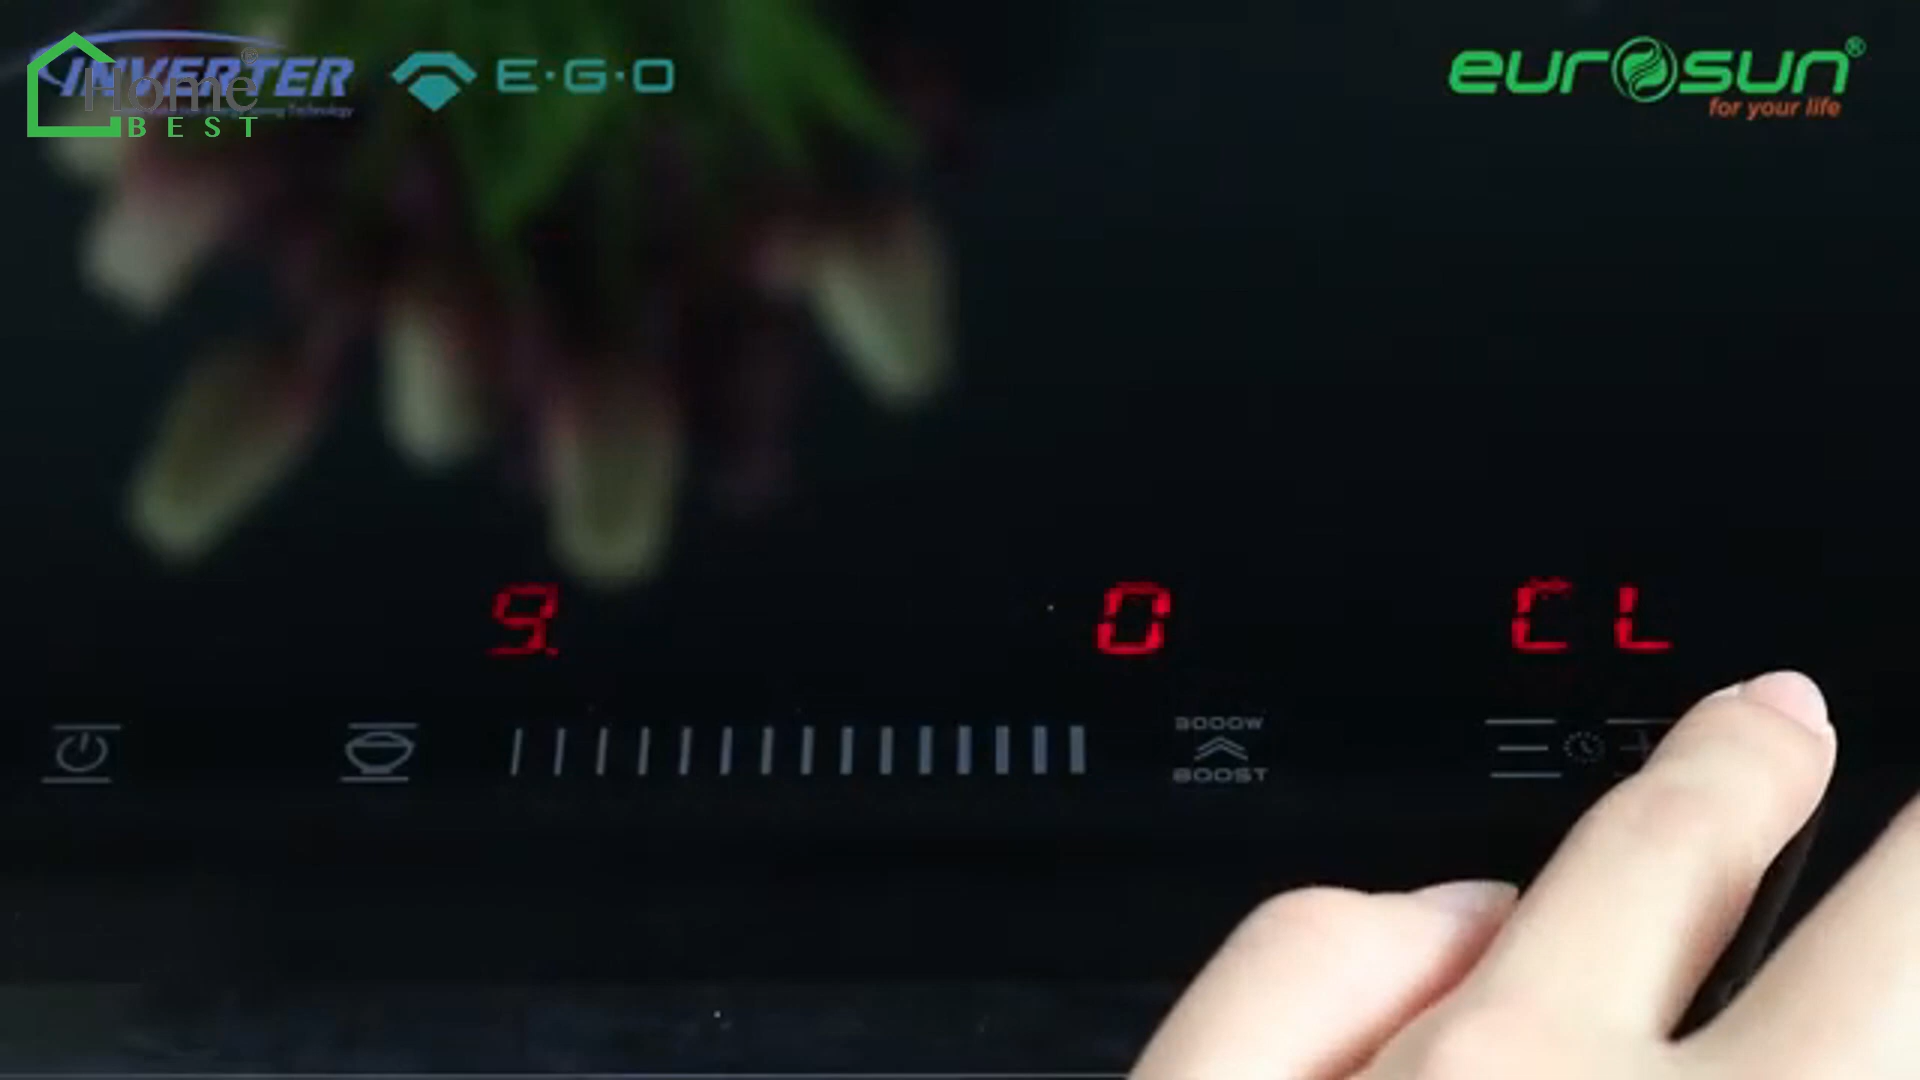 INVERTER
Home
BEST
E·G·O
eurosun®
for your life
9.
0
CL
3000W
BOOST